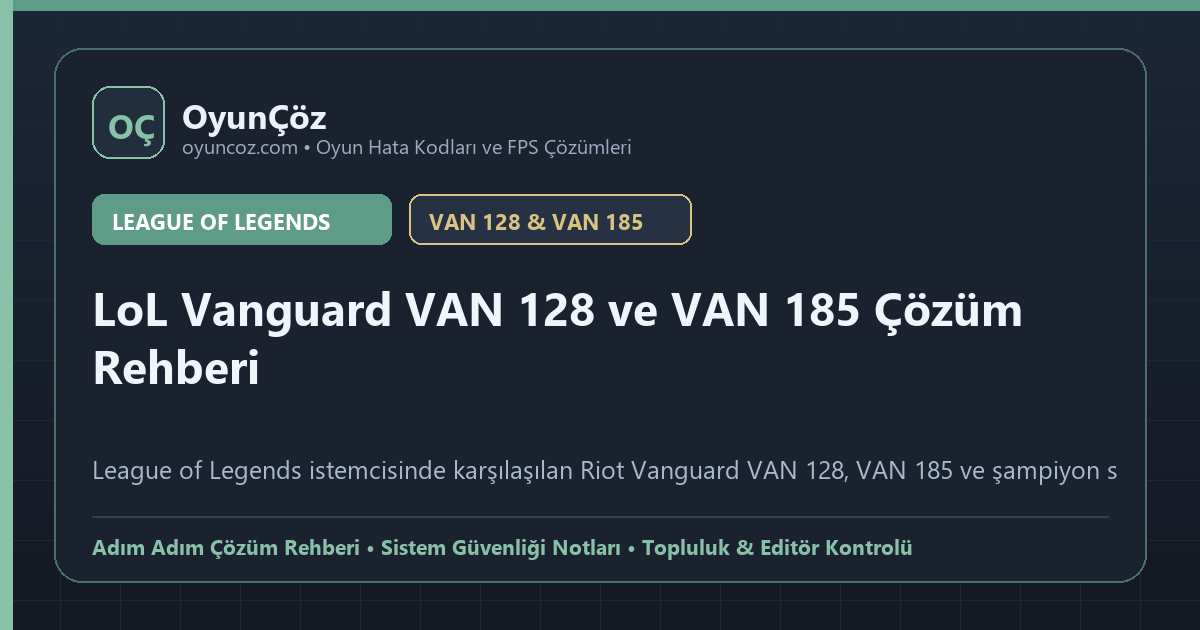 OÇ
OyunÇöz
oyuncoz.com • Oyun Hata Kodları ve FPS Çözümleri
LEAGUE OF LEGENDS
VAN 128 & VAN 185
LoL Vanguard VAN 128 ve VAN 185 Çözüm
Rehberi
League of Legends istemcisinde karşılaşılan Riot Vanguard VAN 128, VAN 185 ve şampiyon s
Adım Adım Çözüm Rehberi • Sistem Güvenliği Notları • Topluluk & Editör Kontrolü